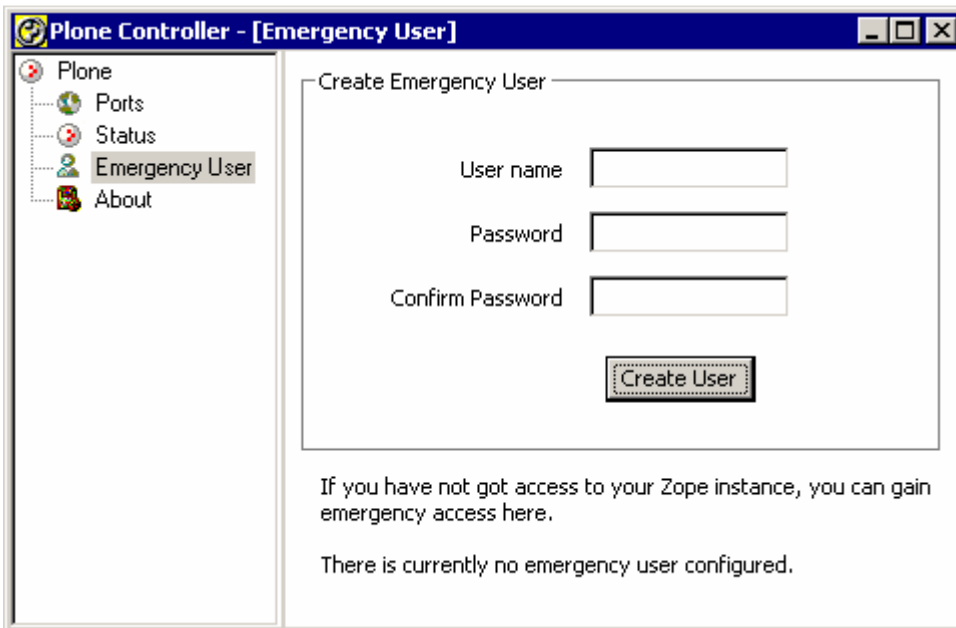 Plone Controller - [Emergency User]
Plone
Ports
Status
Emergency User
About
Create Emergency User
User name
Password
Confirm Password
Create User
If you have not got access to your Zope instance, you can gain
emergency access here.
There is currently no emergency user configured.